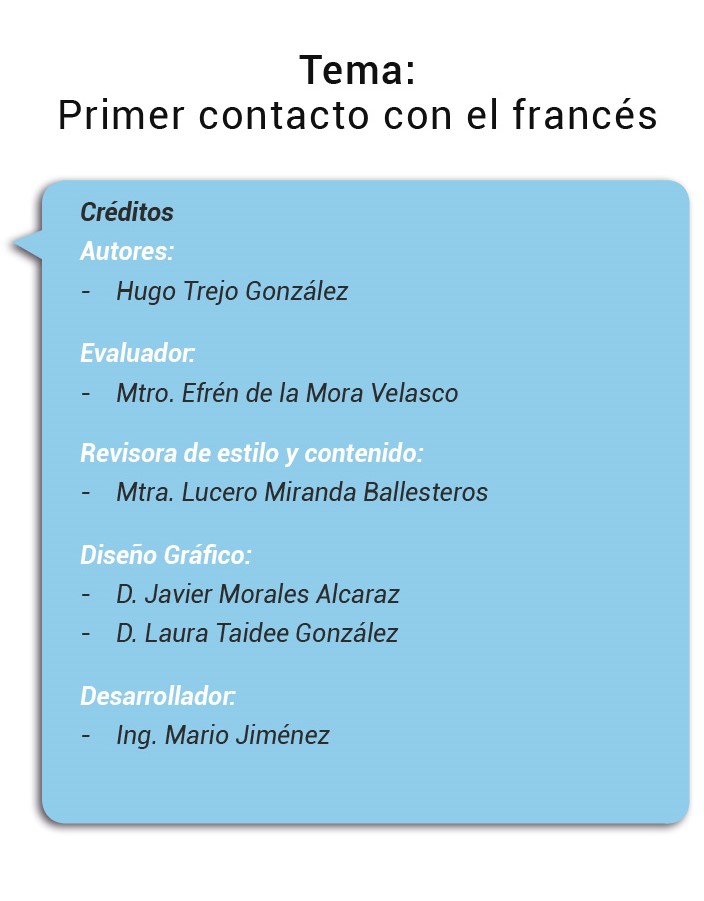 Tema:
Primer contacto con el francés
Créditos
Autores:
- Hugo Trejo González
Evaluador:
- Mtro. Efrén de la Mora Velasco
Revisora de estilo y contenido:
- Mtra. Lucero Miranda Ballesteros
Diseño Gráfico:
- D. Javier Morales Alcaraz
- D. Laura Taidee González
Desarrollador:
- Ing. Mario Jiménez